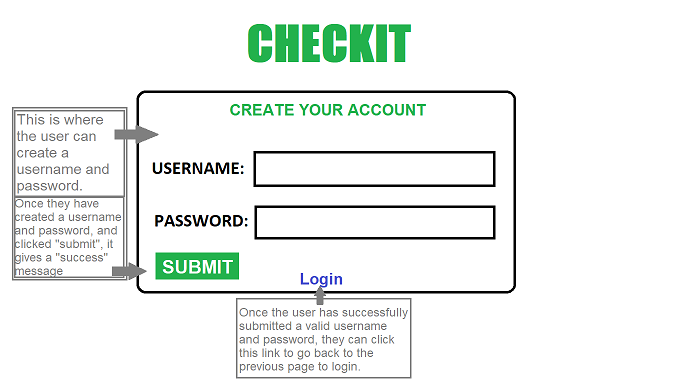 CHECKIT
CREATE YOUR ACCOUNT
This is where
the user can
create a
username and
password.
USERNAME:
Once they have
created a username
and password, and
clicked "submit", it
gives a "success"
message
PASSWORD:
SUBMIT
Login
Once the user has successfully
submitted a valid username
and password, they can click
this link to go back to the
previous page to login.